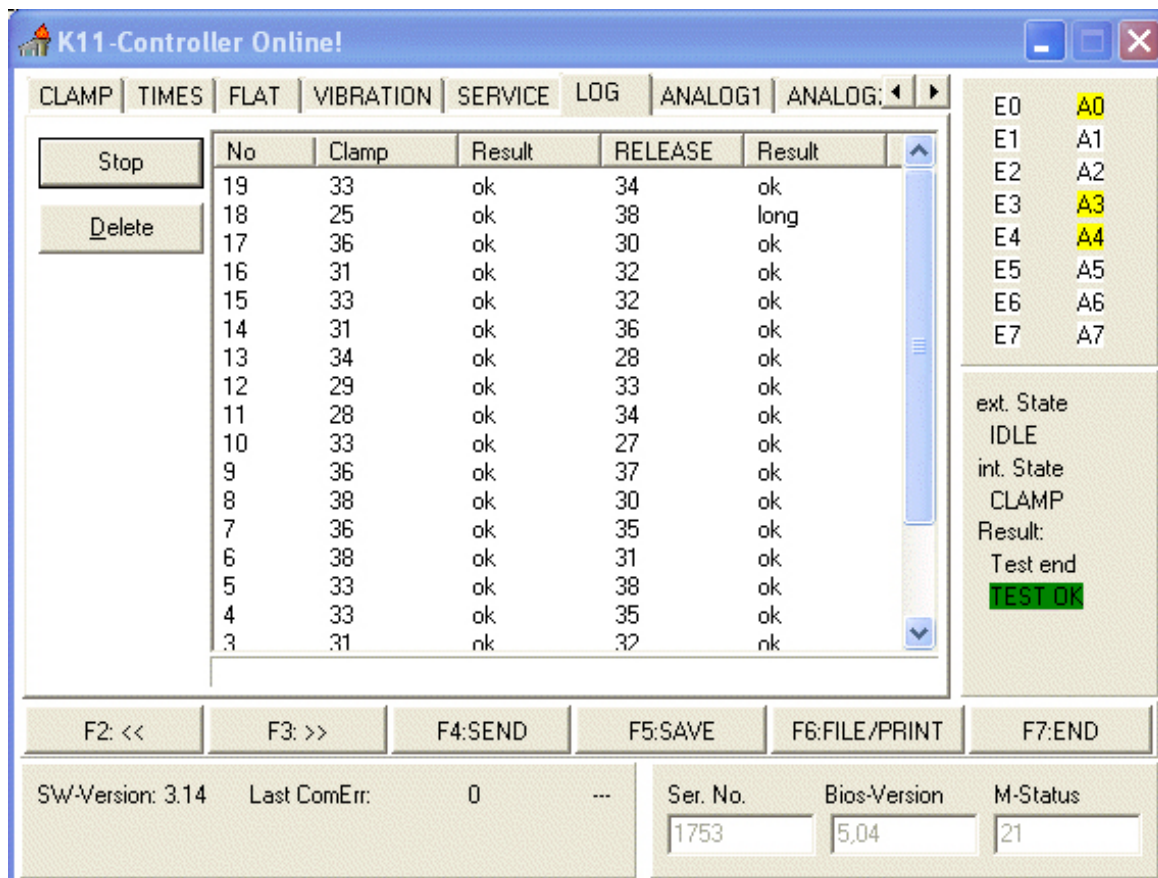 K11-Controller Online!
CLAMP TIMES FLAT VIBRATION SERVICE LOG ANALOG1 ANALOG
Stop
Delete
No Clamp Result RELEASE Result
19 33 ok 34 ok
18 25 ok 38 long
17 36 ok 30 ok
16 31 ok 32 ok
15 33 ok 32 ok
14 31 ok 36 ok
13 34 ok 28 ok
12 29 ok 33 ok
11 28 ok 34 ok
10 33 ok 27 ok
9 36 ok 37 ok
8 38 ok 30 ok
7 36 ok 35 ok
6 38 ok 31 ok
5 33 ok 38 ok
4 33 ok 35 ok
3 31 ok 32 ok
E0 A0
E1 A1
E2 A2
E3 A3
E4 A4
E5 A5
E6 A6
E7 A7
ext. State
IDLE
int. State
CLAMP
Result:
Test end
TEST OK
F2: << F3: >> F4:SEND F5:SAVE F6:FILE/PRINT F7:END
SW-Version: 3.14 Last ComErr: 0 ---
Ser. No. Bios-Version M-Status
1753 5,04 21